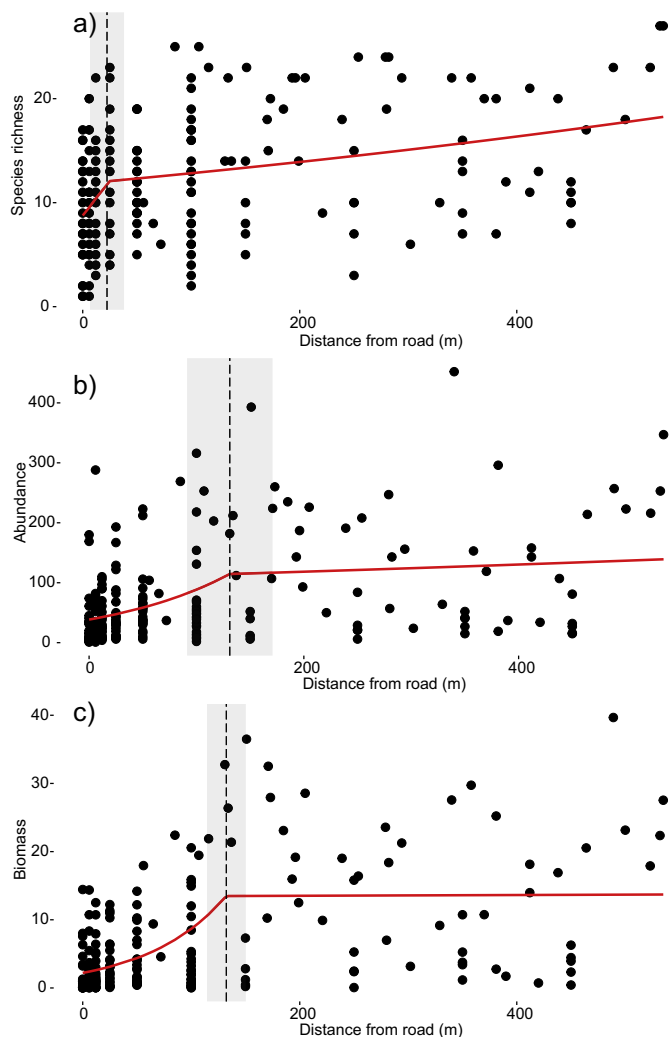 a)
Species richness
20-
10-
0-
0
200
400
Distance from road (m)
b)
Abundance
400-
300-
200-
100-
0-
0
200
400
Distance from road (m)
c)
Biomass
40-
30-
20-
10-
0-
0
200
400
Distance from road (m)